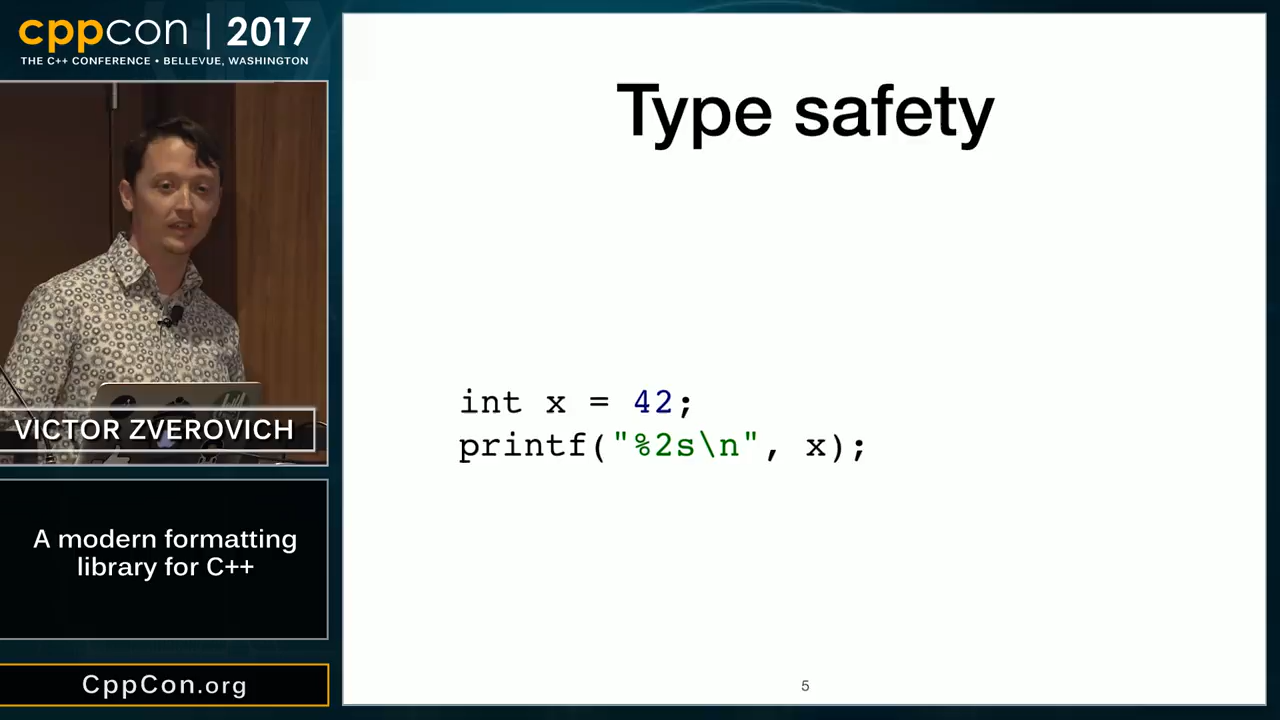 cppcon | 2017
THE C++ CONFERENCE • BELLEVUE, WASHINGTON
Type safety
int x = 42;
printf("%2s\n", x);
VICTOR ZVEROVICH
A modern formatting
library for C++
CppCon.org
5